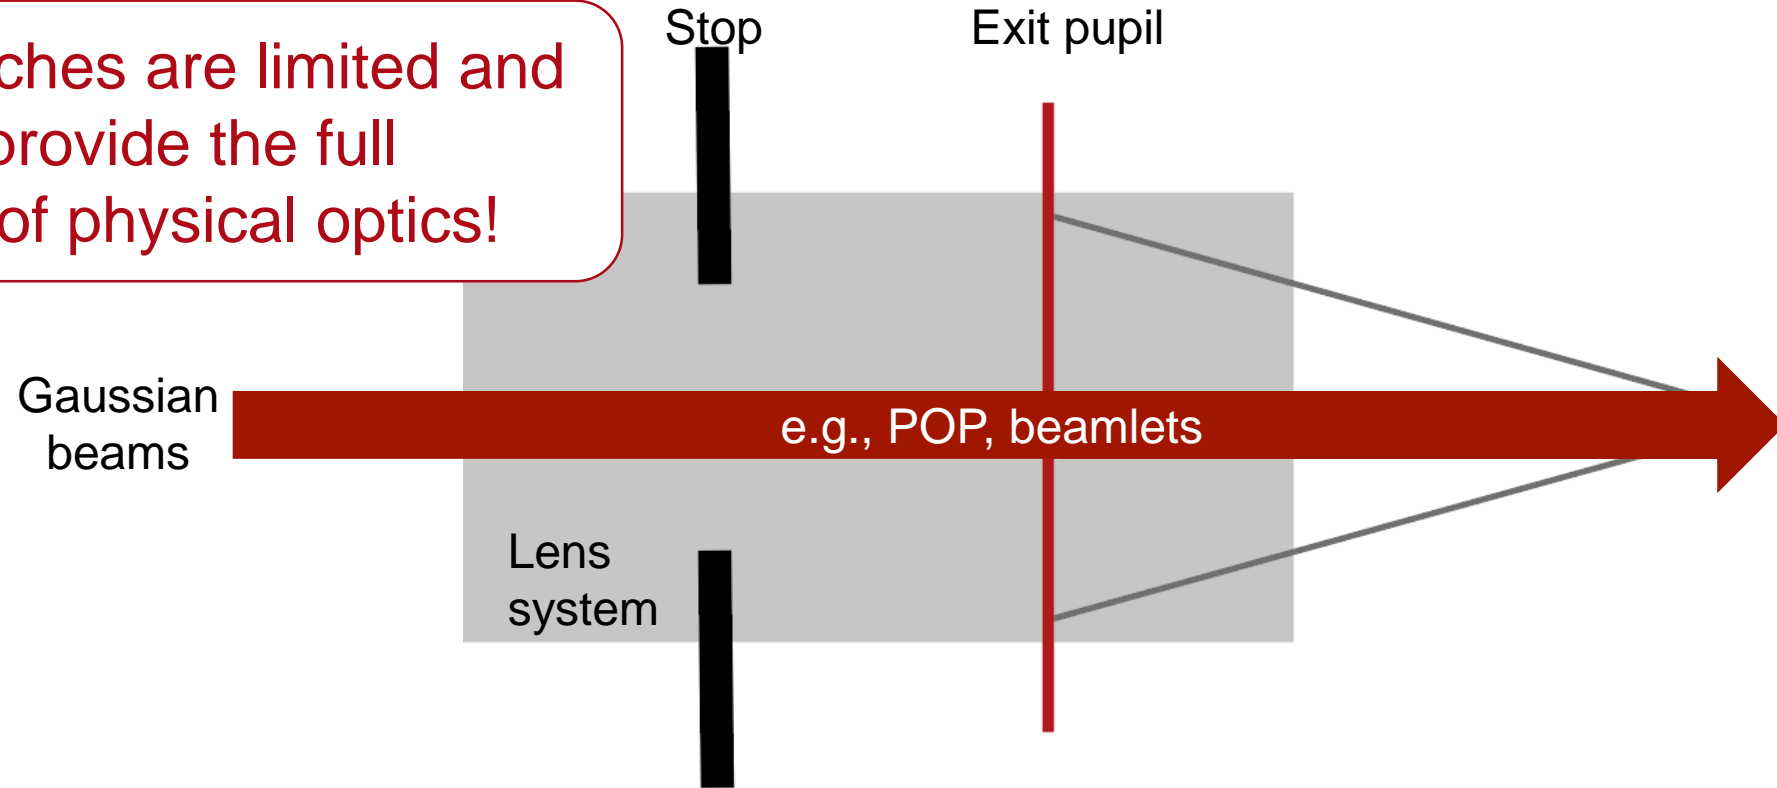 ches are limited and
provide the full
of physical optics!
Stop
Exit pupil
Gaussian
beams
e.g., POP, beamlets
Lens
system